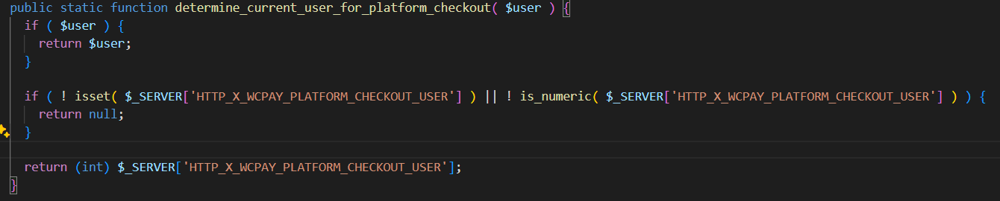 public static function determine_current_user_for_platform_checkout( $user ) {
if ( $user ) {
return $user;
}
if ( ! isset( $_SERVER['HTTP_X_WCPAY_PLATFORM_CHECKOUT_USER'] ) || ! is_numeric( $_SERVER['HTTP_X_WCPAY_PLATFORM_CHECKOUT_USER'] ) ) {
return null;
}
return (int) $_SERVER['HTTP_X_WCPAY_PLATFORM_CHECKOUT_USER'];
}